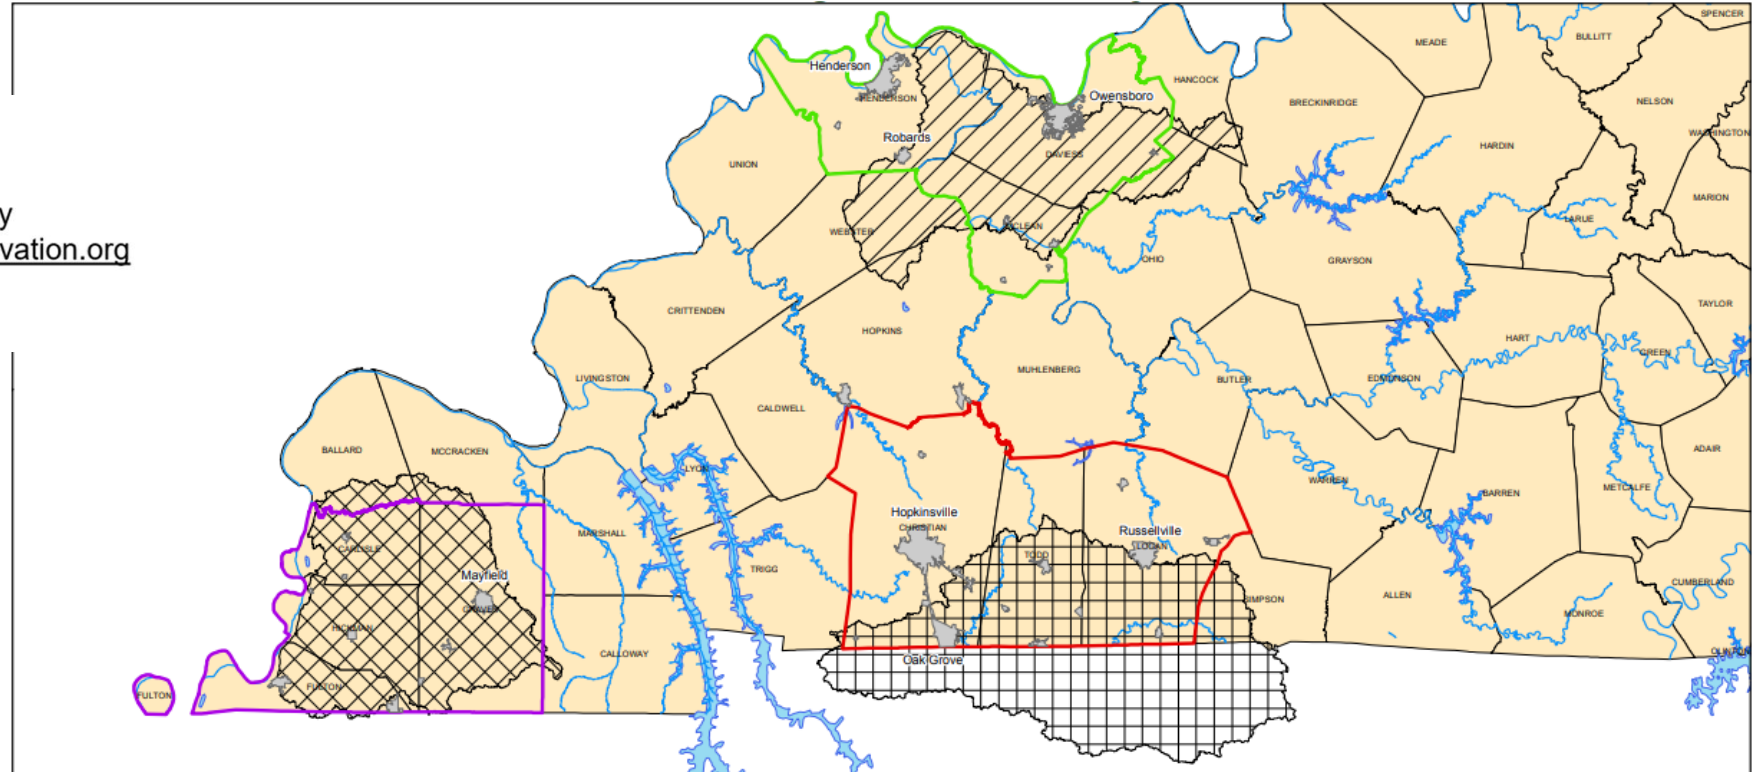 SPENCER
BULLITT
MEADE
Henderson
HANCOCK
HENDERSON
Owensboro
BRECKINRIDGE
NELSON
WASHINGTON
Robards
HARDIN
UNION
DAVIESS
MARION
y
LARUE
vation.org
WEBSTER
MCLEAN
OHIO
GRAYSON
TAYLOR
CRITTENDEN
HOPKINS
HART
GREEN
MUHLENBERG
LIVINGSTON
BUTLER
EDMONSON
CALDWELL
BALLARD
MCCRACKEN
ADAIR
LYON
WARREN
BARREN
METCALFE
Hopkinsville
CHRISTIAN
Russellville
MARSHALL
LOGAN
CARLISLE
TODD
TRIGG
Mayfield
CUMBERLAND
GRAVES
SIMPSON
ALLEN
MONROE
HICKMAN
CALLOWAY
CLINTON
Oak Grove
FULTON
FULTON